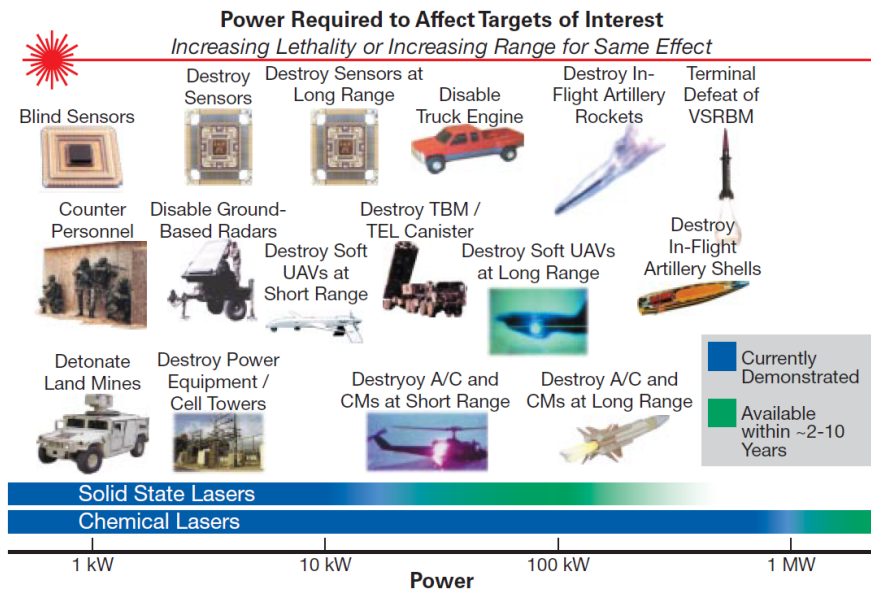 Power Required to Affect Targets of Interest
Increasing Lethality or Increasing Range for Same Effect
Blind Sensors
Destroy
Sensors
Destroy Sensors at
Long Range
Disable
Truck Engine
Destroy In-
Flight Artillery
Rockets
Terminal
Defeat of
VSRBM
Counter
Personnel
Disable Ground-
Based Radars
Destroy Soft
UAVs at
Short Range
Destroy TBM /
TEL Canister
Destroy Soft UAVs
at Long Range
Destroy
In-Flight
Artillery Shells
Detonate
Land Mines
Destroy Power
Equipment /
Cell Towers
Destryoy A/C and
CMs at Short Range
Destroy A/C and
CMs at Long Range
Currently
Demonstrated
Available
within ~2-10
Years
Solid State Lasers
Chemical Lasers
1 kW
10 kW
100 kW
1 MW
Power